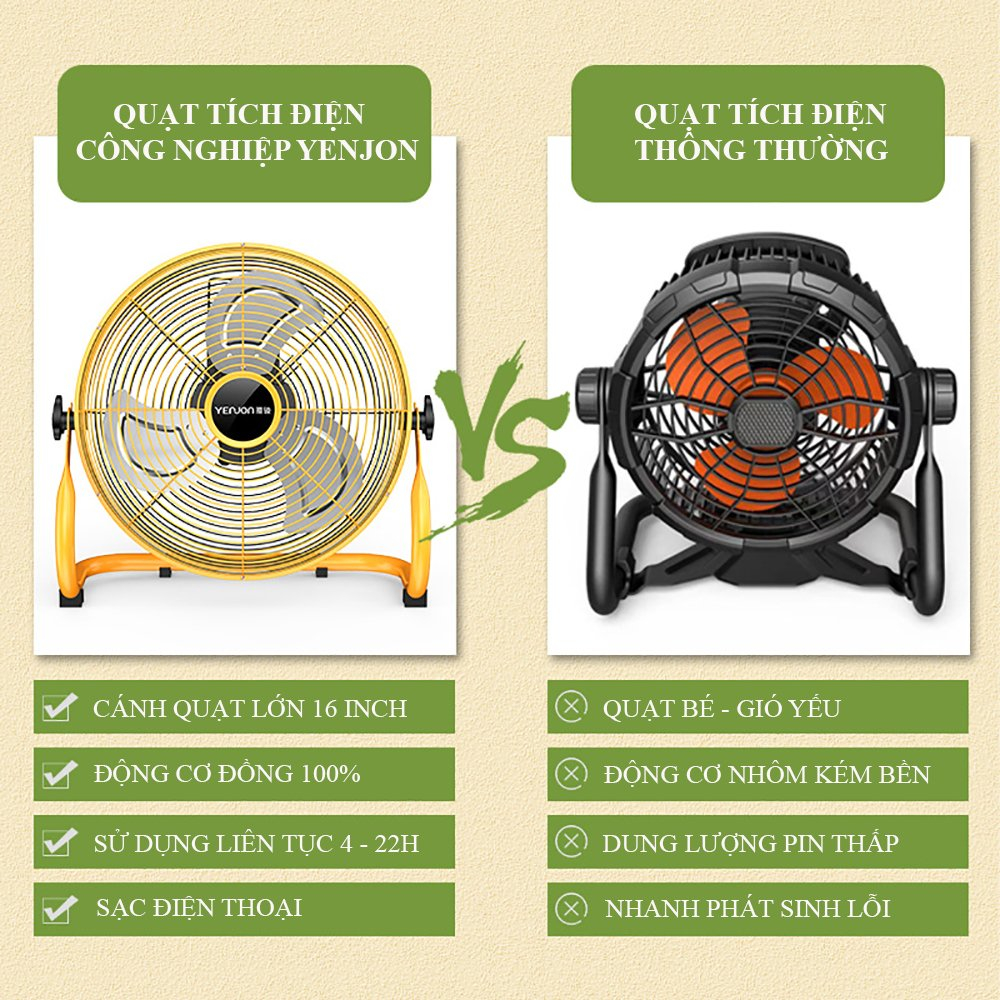 QUẠT TÍCH ĐIỆN
CÔNG NGHIỆP YENJON
QUẠT TÍCH ĐIỆN
THÔNG THƯỜNG
YENJON
VS
CÁNH QUẠT LỚN 16 INCH
ĐỘNG CƠ ĐỒNG 100%
SỬ DỤNG LIÊN TỤC 4 - 22H
SẠC ĐIỆN THOẠI
QUẠT BÉ - GIÓ YẾU
ĐỘNG CƠ NHÔM KÉM BỀN
DUNG LƯỢNG PIN THẤP
NHANH PHÁT SINH LỖI